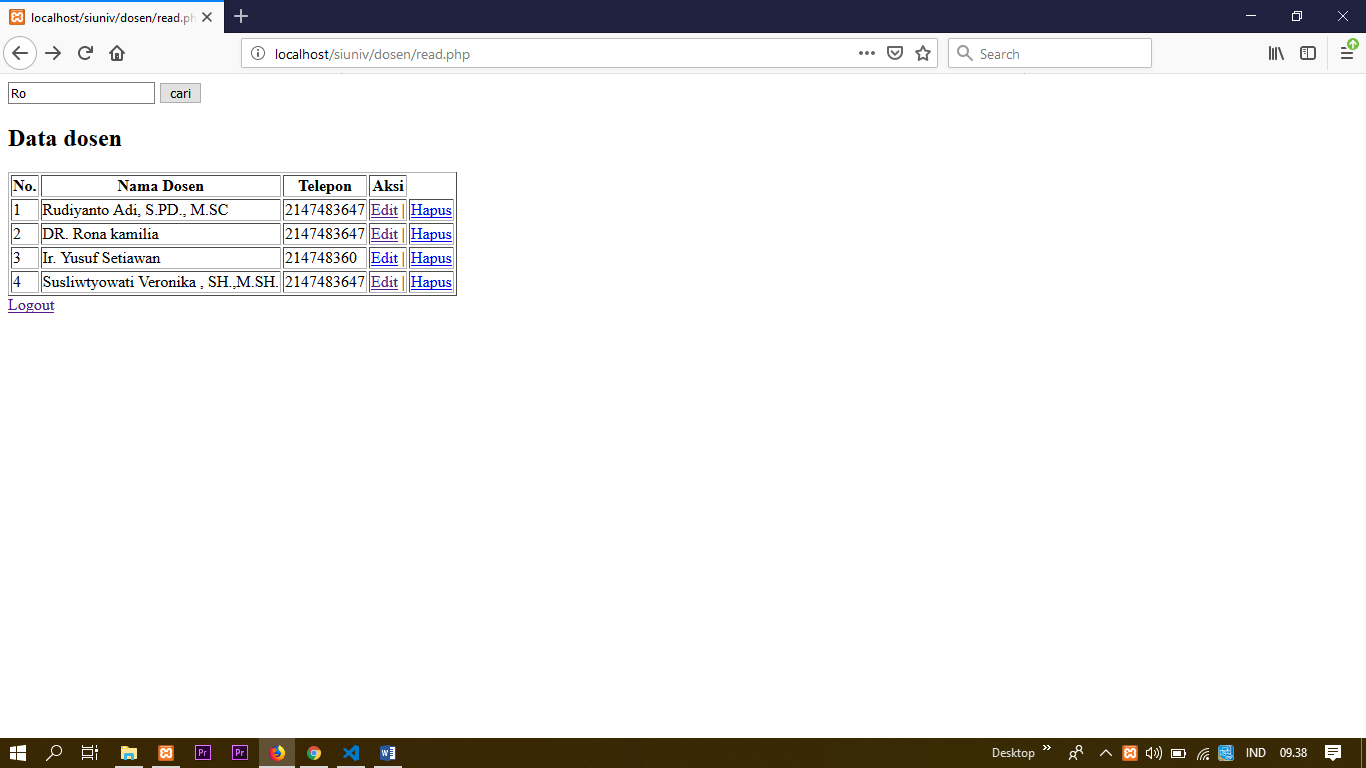 localhost/siuniv/dosen/read.ph
localhost/siuniv/dosen/read.php
Search
Ro cari
Data dosen
No. Nama Dosen Telepon Aksi
1 Rudiyanto Adi, S.PD., M.SC 2147483647 Edit | Hapus
2 DR. Rona kamilia 2147483647 Edit | Hapus
3 Ir. Yusuf Setiawan 214748360 Edit | Hapus
4 Susliwtyowati Veronika , SH.,M.SH. 2147483647 Edit | Hapus
Logout
Pr Pr Desktop IND 09.38